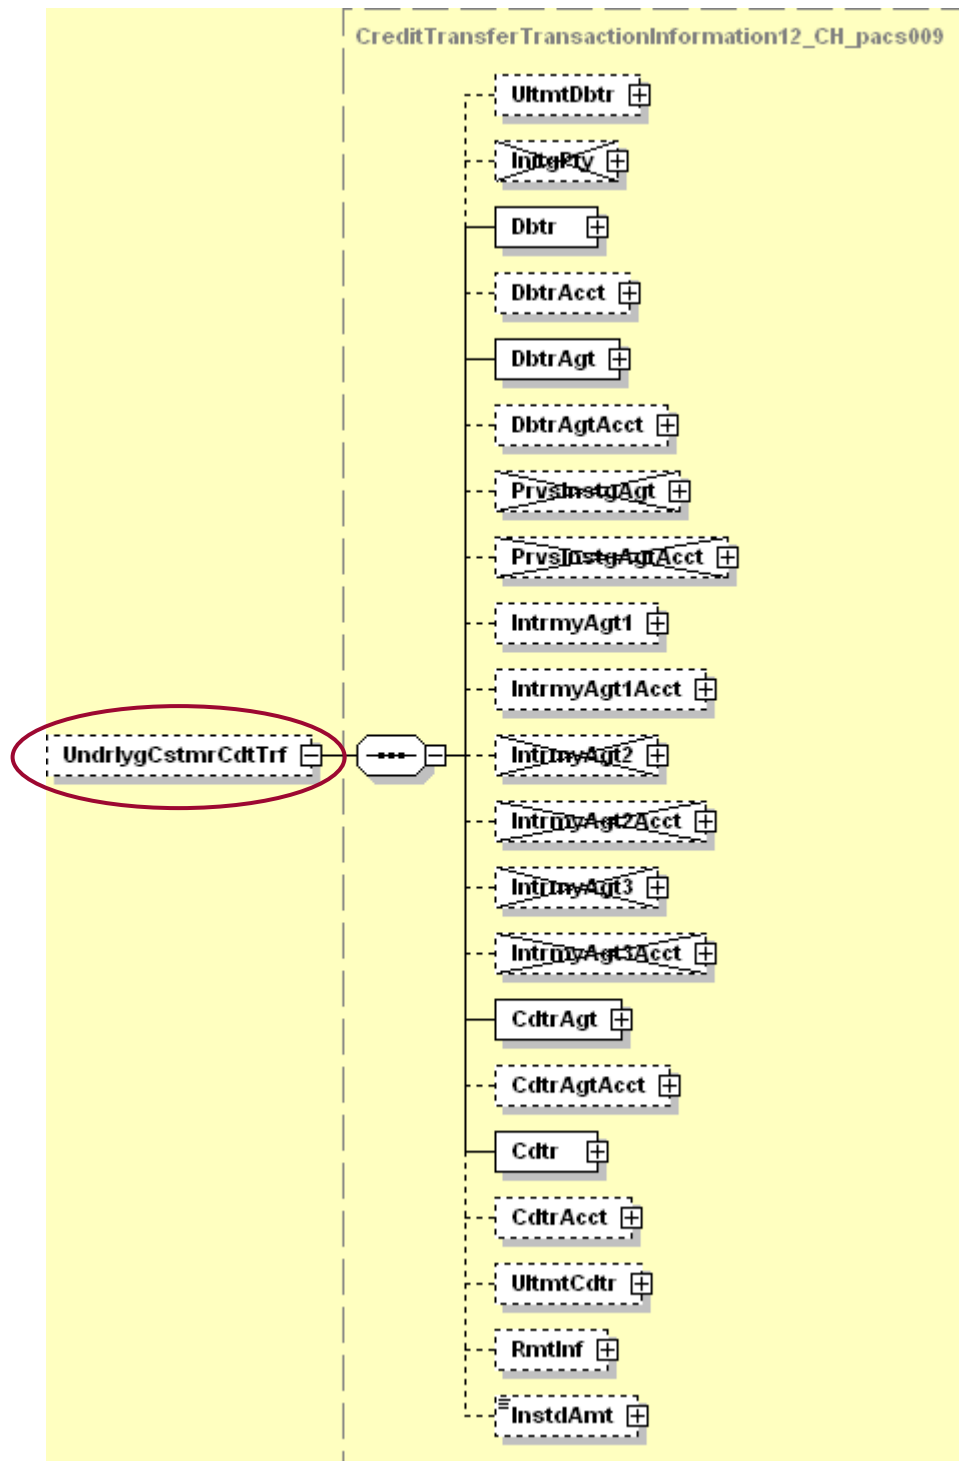 CreditTransferTransactionInformation12_CH_pacs009
UltmtDbtr
InitgPty
Dbtr
DbtrAcct
DbtrAgt
DbtrAgtAcct
PrvsInstgAgt
PrvsInstgAgtAcct
IntrmyAgt1
IntrmyAgt1Acct
UndrlygCstmrCdtTrf
IntrmyAgt2
IntrmyAgt2Acct
IntrmyAgt3
IntrmyAgt3Acct
CdtrAgt
CdtrAgtAcct
Cdtr
CdtrAcct
UltmtCdtr
RmtInf
InstdAmt